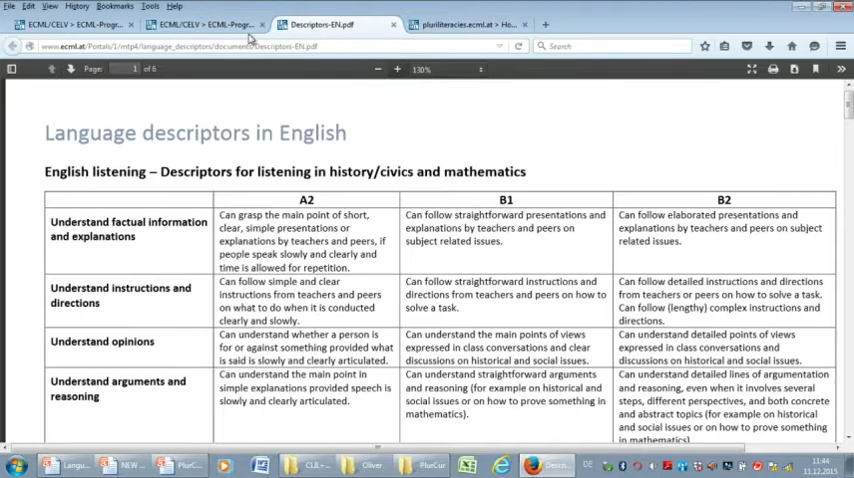 File Edit View History Bookmarks Tools Help
ECML/CELV > ECML-Progr... × ECML/CELV > ECML-Progr... × Descriptors-EN.pdf × pluriliteracies.ecml.at > Ho... × +
www.ecml.at/Portals/1/mtp4/language_descriptors/documents/Descriptors-EN.pdf Search
Page: 1 of 6 130%
Language descriptors in English
English listening – Descriptors for listening in history/civics and mathematics
A2 B1 B2
Understand factual information
and explanations
Can grasp the main point of short,
clear, simple presentations or
explanations by teachers and peers, if
people speak slowly and clearly and
time is allowed for repetition.
Can follow straightforward presentations and
explanations by teachers and peers on
subject related issues.
Can follow elaborated presentations and
explanations by teachers and peers on subject
related issues.
Understand instructions and
directions
Can follow simple and clear
instructions from teachers and peers
on what to do when it is conducted
clearly and slowly.
Can follow straightforward instructions and
directions from teachers and peers on how to
solve a task.
Can follow detailed instructions and directions
from teachers or peers on how to solve a task.
Can follow (lengthy) complex instructions and
directions.
Understand opinions
Can understand whether a person is
for or against something provided what
is said is slowly and clearly articulated.
Can understand the main points of views
expressed in class conversations and clear
discussions on historical and social issues.
Can understand detailed points of views
expressed in class conversations and
discussions on historical and social issues.
Understand arguments and
reasoning
Can understand the main point in
simple explanations provided speech is
slowly and clearly articulated.
Can understand straightforward arguments
and reasoning (for example on historical and
social issues or on how to prove something in
mathematics).
Can understand detailed lines of argumentation
and reasoning, even when it involves several
steps, different perspectives, and both concrete
and abstract topics (for example on historical
and social issues or on how to prove something
in mathematics).
Langu... NEW ... PlurC... CLIL+... Oliver PlurCur Descri... DE 11:44
11.12.2015